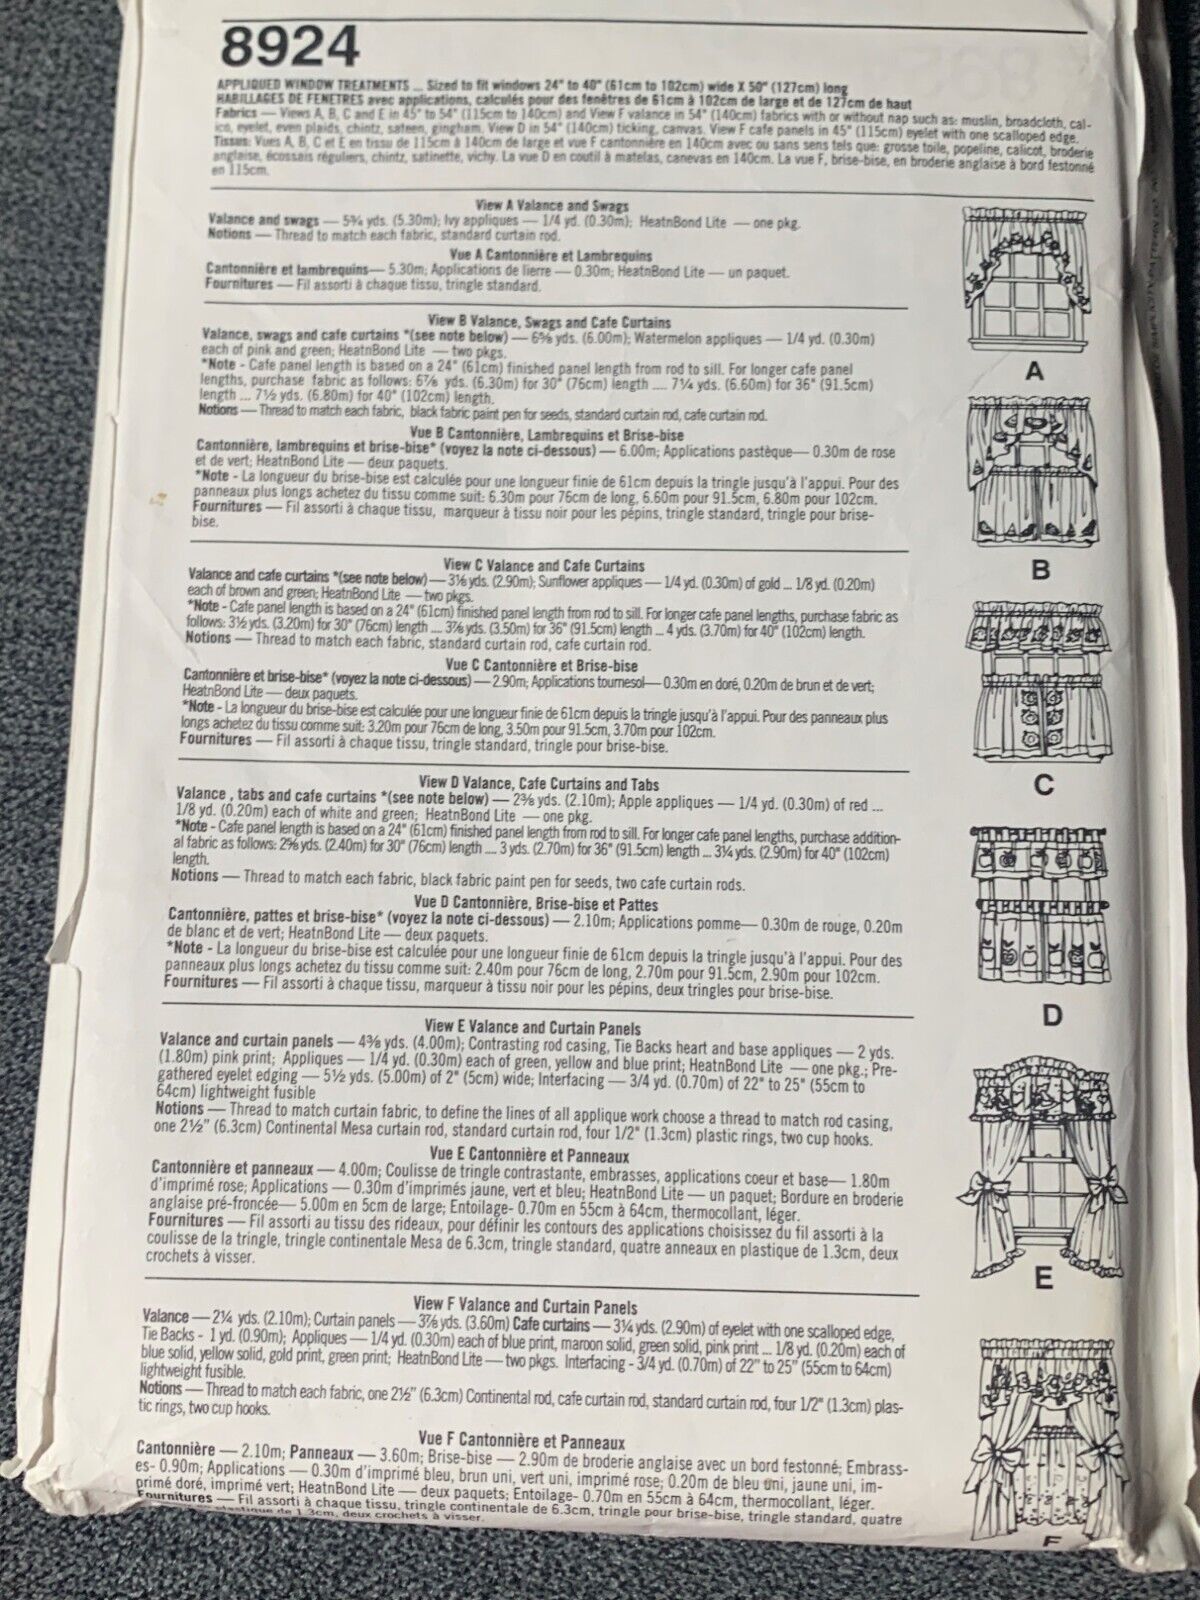 8924
APPLIQUED WINDOW TREATMENTS ... Sized to fit windows 24" to 40" (61cm to 102cm) wide X 50" (127cm) long
HABILLAGES DE FENETRES avec applications, calculés pour des fenêtres de 61cm à 102cm de large et de 127cm de haut
Fabrics — Views A, B, C and E in 45" to 54" (115cm to 140cm) and View F valance in 54" (140cm) fabrics with or without nap such as: muslin, broadcloth, cal-
ico, eyelet, even plaids, chintz, sateen, gingham. View D in 54" (140cm) ticking, canvas. View F cafe panels in 45" (115cm) eyelet with one scalloped edge.
Tissus: Vues A, B, C et E en tissu de 115cm à 140cm de large et vue F cantonnière en 140cm avec ou sans sens tels que: grosse toile, popeline, calicot, broderie
anglaise, écossais réguliers, chintz, satinette, vichy. La vue D en coutil à matelas, canevas en 140cm. La vue F, brise-bise, en broderie anglaise à bord festonné
en 115cm.
View A Valance and Swags
Valance and swags — 5¾ yds. (5.30m); Ivy appliques — 1/4 yd. (0.30m); HeatnBond Lite — one pkg.
Notions — Thread to match each fabric, standard curtain rod.
Vue A Cantonnière et Lambrequins
Cantonnière et lambrequins— 5.30m; Applications de lierre — 0.30m; HeatnBond Lite — un paquet.
Fournitures — Fil assorti à chaque tissu, tringle standard.
A
View B Valance, Swags and Cafe Curtains
Valance, swags and cafe curtains *(see note below) — 6⅝ yds. (6.00m); Watermelon appliques — 1/4 yd. (0.30m)
each of pink and green; HeatnBond Lite — two pkgs.
*Note - Cafe panel length is based on a 24" (61cm) finished panel length from rod to sill. For longer cafe panel
lengths, purchase fabric as follows: 6⅞ yds. (6.30m) for 30" (76cm) length .... 7¼ yds. (6.60m) for 36" (91.5cm)
length ... 7½ yds. (6.80m) for 40" (102cm) length.
Notions — Thread to match each fabric, black fabric paint pen for seeds, standard curtain rod, cafe curtain rod.
Vue B Cantonnière, Lambrequins et Brise-bise
Cantonnière, lambrequins et brise-bise* (voyez la note ci-dessous) — 6.00m; Applications pastèque— 0.30m de rose
et de vert; HeatnBond Lite — deux paquets.
*Note - La longueur du brise-bise est calculée pour une longueur finie de 61cm depuis la tringle jusqu'à l'appui. Pour des
panneaux plus longs achetez du tissu comme suit: 6.30m pour 76cm de long, 6.60m pour 91.5cm, 6.80m pour 102cm.
Fournitures — Fil assorti à chaque tissu, marqueur à tissu noir pour les pépins, tringle standard, tringle pour brise-
bise.
B
View C Valance and Cafe Curtains
Valance and cafe curtains *(see note below) — 3⅛ yds. (2.90m); Sunflower appliques — 1/4 yd. (0.30m) of gold ... 1/8 yd. (0.20m)
each of brown and green; HeatnBond Lite — two pkgs.
*Note - Cafe panel length is based on a 24" (61cm) finished panel length from rod to sill. For longer cafe panel lengths, purchase fabric as
follows: 3½ yds. (3.20m) for 30" (76cm) length .... 3⅞ yds. (3.50m) for 36" (91.5cm) length ... 4 yds. (3.70m) for 40" (102cm) length.
Notions — Thread to match each fabric, standard curtain rod, cafe curtain rod.
Vue C Cantonnière et Brise-bise
Cantonnière et brise-bise* (voyez la note ci-dessous) — 2.90m; Applications tournesol— 0.30m en doré, 0.20m de brun et de vert;
HeatnBond Lite — deux paquets.
*Note - La longueur du brise-bise est calculée pour une longueur finie de 61cm depuis la tringle jusqu'à l'appui. Pour des panneaux plus
longs achetez du tissu comme suit: 3.20m pour 76cm de long, 3.50m pour 91.5cm, 3.70m pour 102cm.
Fournitures — Fil assorti à chaque tissu, tringle standard, tringle pour brise-bise.
C
View D Valance, Cafe Curtains and Tabs
Valance , tabs and cafe curtains *(see note below) — 2⅜ yds. (2.10m); Apple appliques — 1/4 yd. (0.30m) of red ...
1/8 yd. (0.20m) each of white and green; HeatnBond Lite — one pkg.
*Note - Cafe panel length is based on a 24" (61cm) finished panel length from rod to sill. For longer cafe panel lengths, purchase addition-
al fabric as follows: 2⅝ yds. (2.40m) for 30" (76cm) length .... 3 yds. (2.70m) for 36" (91.5cm) length ... 3¼ yds. (2.90m) for 40" (102cm)
length.
Notions — Thread to match each fabric, black fabric paint pen for seeds, two cafe curtain rods.
Vue D Cantonnière, Brise-bise et Pattes
Cantonnière, pattes et brise-bise* (voyez la note ci-dessous) — 2.10m; Applications pomme— 0.30m de rouge, 0.20m
de blanc et de vert; HeatnBond Lite — deux paquets.
*Note - La longueur du brise-bise est calculée pour une longueur finie de 61cm depuis la tringle jusqu'à l'appui. Pour des
panneaux plus longs achetez du tissu comme suit: 2.40m pour 76cm de long, 2.70m pour 91.5cm, 2.90m pour 102cm.
Fournitures — Fil assorti à chaque tissu, marqueur à tissu noir pour les pépins, deux tringles pour brise-bise.
D
View E Valance and Curtain Panels
Valance and curtain panels — 4⅜ yds. (4.00m); Contrasting rod casing, Tie Backs heart and base appliques — 2 yds.
(1.80m) pink print; Appliques — 1/4 yd. (0.30m) each of green, yellow and blue print; HeatnBond Lite — one pkg.; Pre-
gathered eyelet edging — 5½ yds. (5.00m) of 2" (5cm) wide; Interfacing — 3/4 yd. (0.70m) of 22" to 25" (55cm to
64cm) lightweight fusible
Notions — Thread to match curtain fabric, to define the lines of all applique work choose a thread to match rod casing,
one 2½" (6.3cm) Continental Mesa curtain rod, standard curtain rod, four 1/2" (1.3cm) plastic rings, two cup hooks.
Vue E Cantonnière et Panneaux
Cantonnière et panneaux — 4.00m; Coulisse de tringle contrastante, embrasses, applications coeur et base— 1.80m
d'imprimé rose; Applications — 0.30m d'imprimés jaune, vert et bleu; HeatnBond Lite — un paquet; Bordure en broderie
anglaise pré-froncée— 5.00m en 5cm de large; Entoilage- 0.70m en 55cm à 64cm, thermocollant, léger.
Fournitures — Fil assorti au tissu des rideaux, pour définir les contours des applications choisissez du fil assorti à la
coulisse de la tringle, tringle continentale Mesa de 6.3cm, tringle standard, quatre anneaux en plastique de 1.3cm, deux
crochets à visser.
E
View F Valance and Curtain Panels
Valance — 2¼ yds. (2.10m); Curtain panels — 3⅞ yds. (3.60m) Cafe curtains — 3¼ yds. (2.90m) of eyelet with one scalloped edge,
Tie Backs - 1 yd. (0.90m); Appliques — 1/4 yd. (0.30m) each of blue print, maroon solid, green solid, pink print ... 1/8 yd. (0.20m) each of
blue solid, yellow solid, gold print, green print; HeatnBond Lite — two pkgs. Interfacing - 3/4 yd. (0.70m) of 22" to 25" (55cm to 64cm)
lightweight fusible.
Notions — Thread to match each fabric, one 2½" (6.3cm) Continental rod, cafe curtain rod, standard curtain rod, four 1/2" (1.3cm) plas-
tic rings, two cup hooks.
Vue F Cantonnière et Panneaux
Cantonnière — 2.10m; Panneaux — 3.60m; Brise-bise — 2.90m de broderie anglaise avec un bord festonné; Embrass-
es- 0.90m; Applications — 0.30m d'imprimé bleu, brun uni, vert uni, imprimé rose; 0.20m de bleu uni, jaune uni, im-
primé doré, imprimé vert; HeatnBond Lite — deux paquets; Entoilage- 0.70m en 55cm à 64cm, thermocollant, léger.
Fournitures — Fil assorti à chaque tissu, tringle continentale de 6.3cm, tringle pour brise-bise, tringle standard, quatre
plastique de 1.3cm, deux crochets à visser.
F